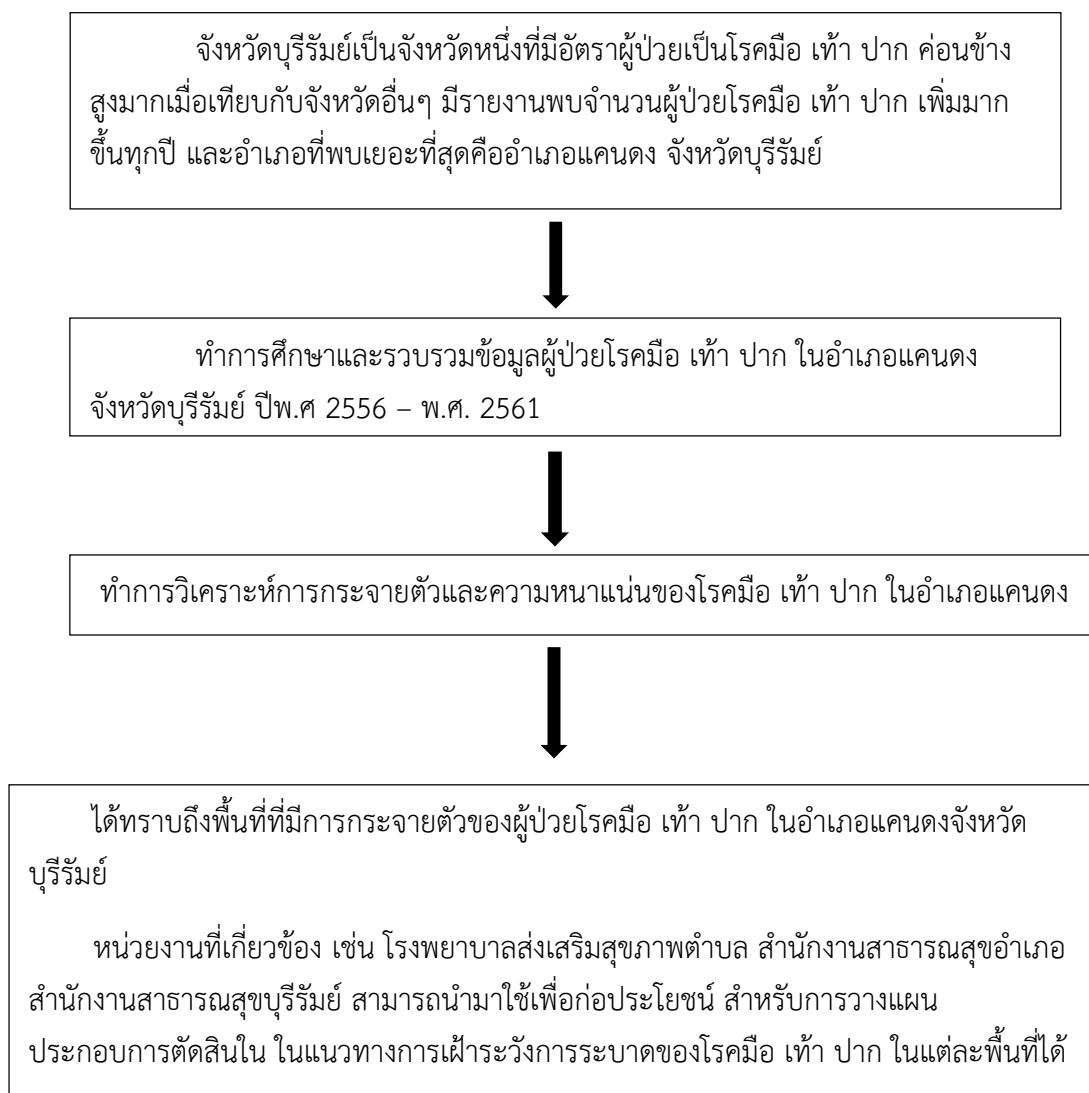 จังหวัดบุรีรัมย์เป็นจังหวัดหนึ่งที่มีอัตราผู้ป่วยเป็นโรคมือ เท้า ปาก ค่อนข้าง
สูงมากเมื่อเทียบกับจังหวัดอื่นๆ มีรายงานพบจำนวนผู้ป่วยโรคมือ เท้า ปาก เพิ่มมาก
ขึ้นทุกปี และอำเภอที่พบเยอะที่สุดคืออำเภอแคนดง จังหวัดบุรีรัมย์
ทำการศึกษาและรวบรวมข้อมูลผู้ป่วยโรคมือ เท้า ปาก ในอำเภอแคนดง
จังหวัดบุรีรัมย์ ปีพ.ศ 2556 – พ.ศ. 2561
ทำการวิเคราะห์การกระจายตัวและความหนาแน่นของโรคมือ เท้า ปาก ในอำเภอแคนดง
ได้ทราบถึงพื้นที่ที่มีการกระจายตัวของผู้ป่วยโรคมือ เท้า ปาก ในอำเภอแคนดงจังหวัด
บุรีรัมย์
หน่วยงานที่เกี่ยวข้อง เช่น โรงพยาบาลส่งเสริมสุขภาพตำบล สำนักงานสาธารณสุขอำเภอ
สำนักงานสาธารณสุขบุรีรัมย์ สามารถนำมาใช้เพื่อก่อประโยชน์ สำหรับการวางแผน
ประกอบการตัดสินใน ในแนวทางการเฝ้าระวังการระบาดของโรคมือ เท้า ปาก ในแต่ละพื้นที่ได้